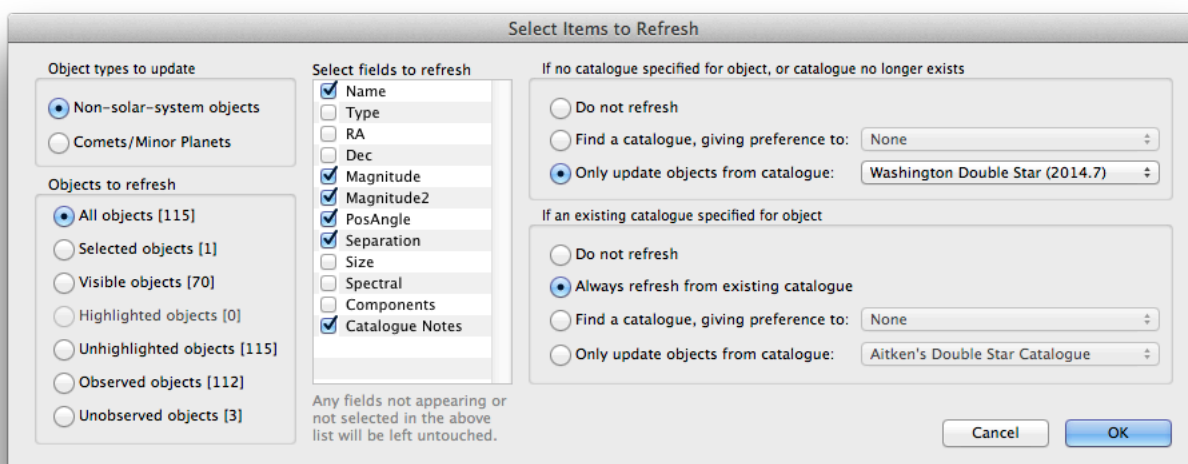 Select Items to Refresh
Object types to update
Non-solar-system objects
Comets/Minor Planets
Objects to refresh
All objects [115]
Selected objects [1]
Visible objects [70]
Highlighted objects [0]
Unhighlighted objects [115]
Observed objects [112]
Unobserved objects [3]
Select fields to refresh
Name
Type
RA
Dec
Magnitude
Magnitude2
PosAngle
Separation
Size
Spectral
Components
Catalogue Notes
Any fields not appearing or
not selected in the above
list will be left untouched.
If no catalogue specified for object, or catalogue no longer exists
Do not refresh
Find a catalogue, giving preference to: None
Only update objects from catalogue: Washington Double Star (2014.7)
If an existing catalogue specified for object
Do not refresh
Always refresh from existing catalogue
Find a catalogue, giving preference to: None
Only update objects from catalogue: Aitken's Double Star Catalogue
Cancel OK